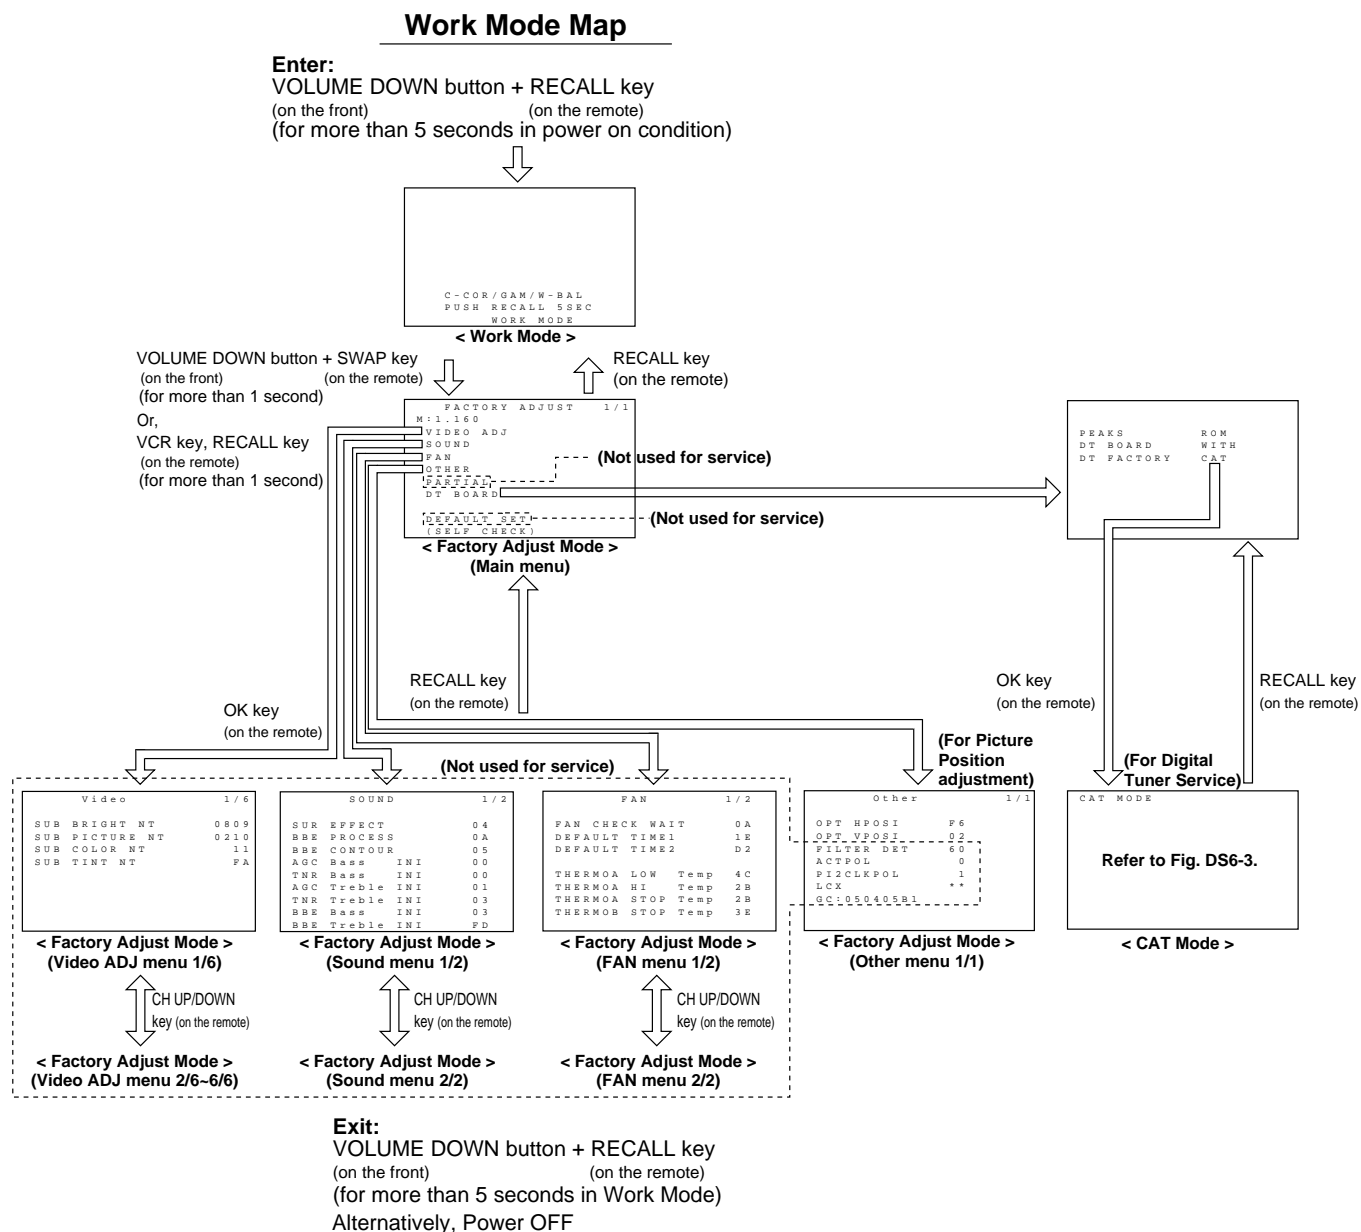 Work Mode Map
Enter:
VOLUME DOWN button + RECALL key
(on the front) (on the remote)
(for more than 5 seconds in power on condition)
C-COR/GAM/W-BAL
PUSH RECALL 5SEC
WORK MODE
< Work Mode >
VOLUME DOWN button + SWAP key
(on the front) (on the remote)
(for more than 1 second)
Or,
VCR key, RECALL key
(on the remote)
(for more than 1 second)
RECALL key
(on the remote)
FACTORY ADJUST 1/1
M:1.160
VIDEO ADJ
SOUND
FAN
OTHER
PARTIAL
DT BOARD
DEFAULT SET
(SELF CHECK)
(Not used for service)
(Not used for service)
< Factory Adjust Mode >
(Main menu)
PEAKS ROM
DT BOARD WITH
DT FACTORY CAT
OK key
(on the remote)
RECALL key
(on the remote)
OK key
(on the remote)
RECALL key
(on the remote)
(Not used for service)
(For Picture
Position
adjustment)
(For Digital
Tuner Service)
Video 1/6
SUB BRIGHT NT 0809
SUB PICTURE NT 0210
SUB COLOR NT 11
SUB TINT NT FA
< Factory Adjust Mode >
(Video ADJ menu 1/6)
CH UP/DOWN
key (on the remote)
< Factory Adjust Mode >
(Video ADJ menu 2/6~6/6)
SOUND 1/2
SUR EFFECT 04
BBE PROCESS 0A
BBE CONTOUR 05
AGC Bass INI 00
TNR Bass INI 00
AGC Treble INI 01
TNR Treble INI 03
BBE Bass INI 03
BBE Treble INI FD
< Factory Adjust Mode >
(Sound menu 1/2)
CH UP/DOWN
key (on the remote)
< Factory Adjust Mode >
(Sound menu 2/2)
FAN 1/2
FAN CHECK WAIT 0A
DEFAULT TIME1 1E
DEFAULT TIME2 D2
THERMOA LOW Temp 4C
THERMOA HI Temp 2B
THERMOA STOP Temp 2B
THERMOB STOP Temp 3E
< Factory Adjust Mode >
(FAN menu 1/2)
CH UP/DOWN
key (on the remote)
< Factory Adjust Mode >
(FAN menu 2/2)
Other 1/1
OPT HPOSI F6
OPT VPOSI 02
FILTER DET 60
ACTPOL 0
PI2CLKPOL 1
LCX **
GC:050405B1
< Factory Adjust Mode >
(Other menu 1/1)
CAT MODE
Refer to Fig. DS6-3.
< CAT Mode >
Exit:
VOLUME DOWN button + RECALL key
(on the front) (on the remote)
(for more than 5 seconds in Work Mode)
Alternatively, Power OFF